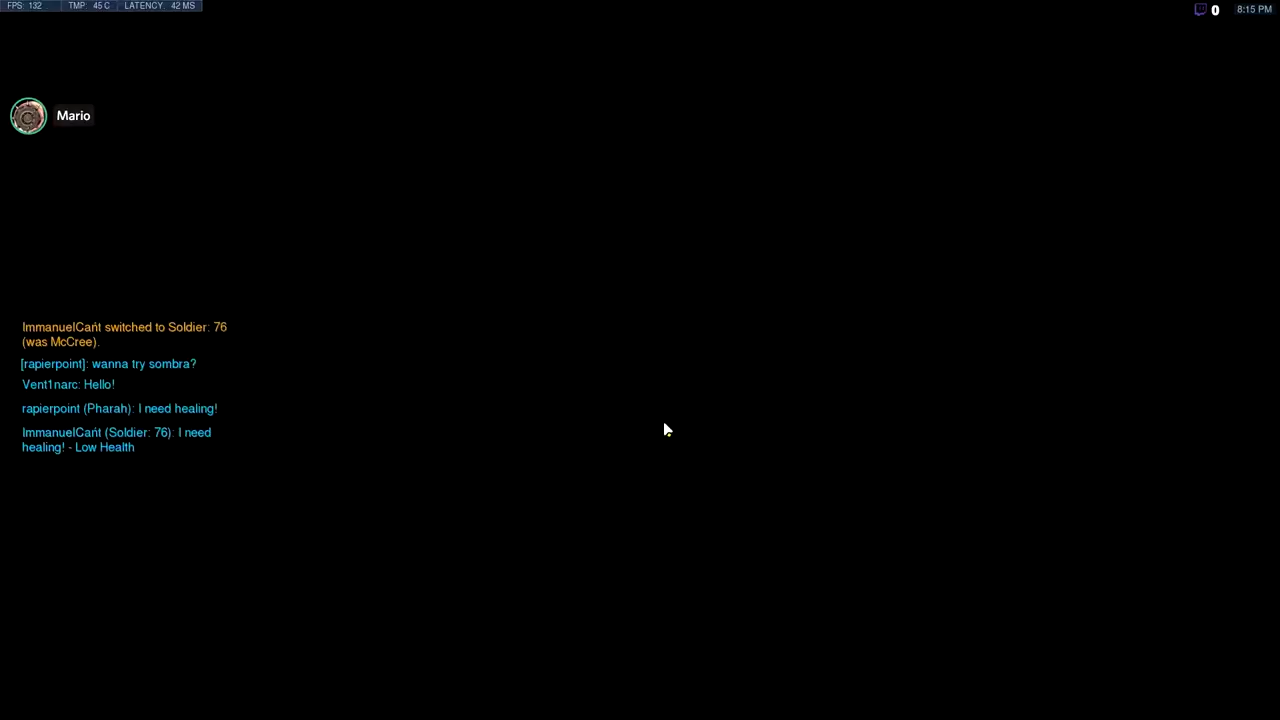 FPS: 132 TMP: 45 C LATENCY: 42 MS
0 8:15 PM
Mario
ImmanuelCańt switched to Soldier: 76
(was McCree).
[rapierpoint]: wanna try sombra?
Vent1narc: Hello!
rapierpoint (Pharah): I need healing!
ImmanuelCańt (Soldier: 76): I need
healing! - Low Health